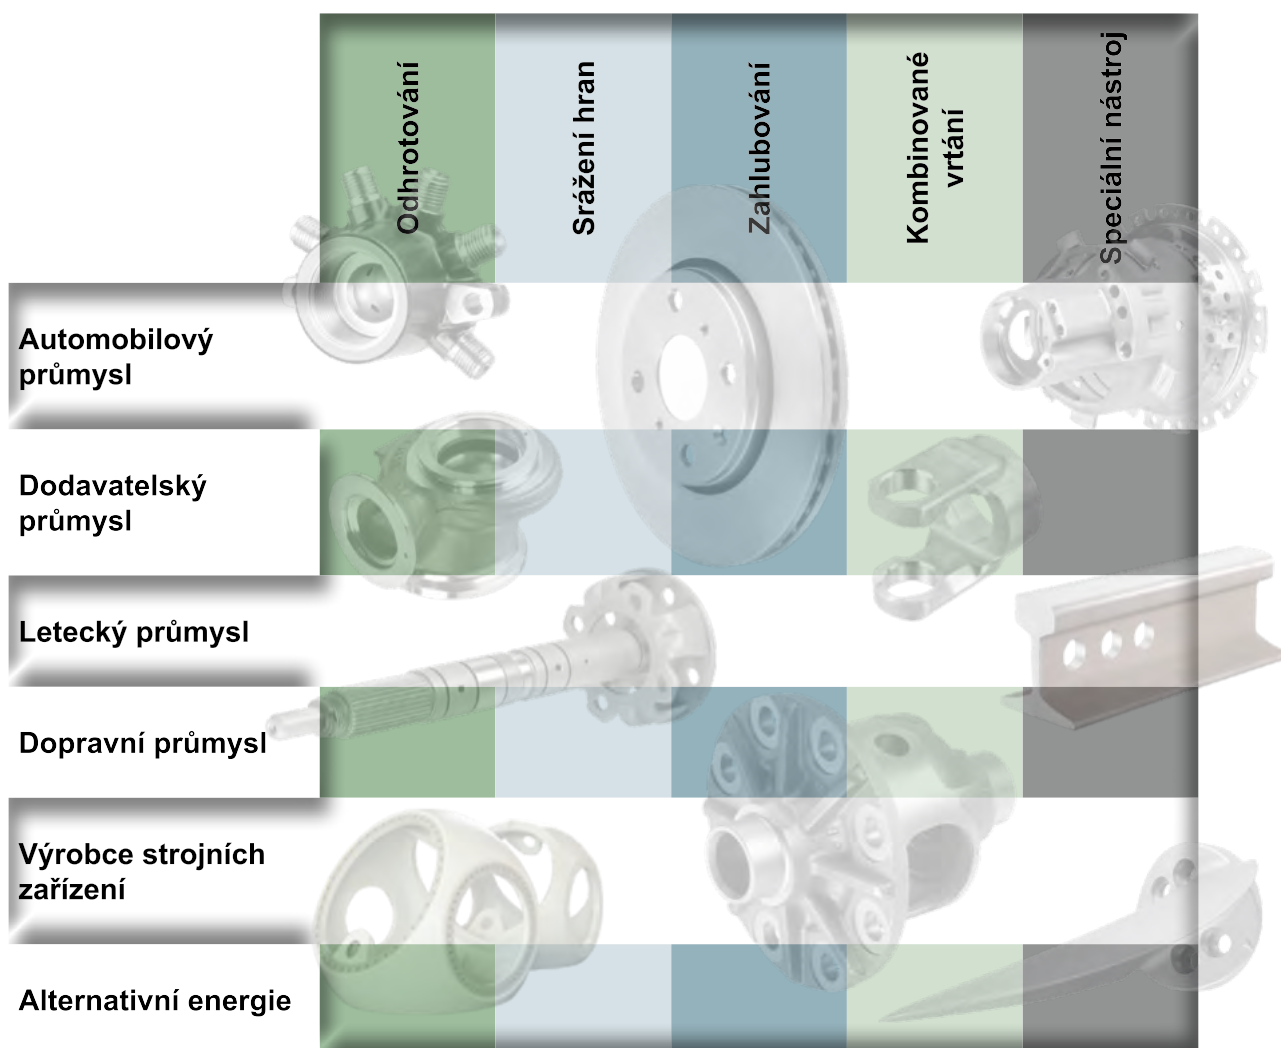 Odhrotování
Srážení hran
Zahlubování
Kombinované
vrtání
Speciální nástroj
Automobilový
průmysl
Dodavatelský
průmysl
Letecký průmysl
Dopravní průmysl
Výrobce strojních
zařízení
Alternativní energie